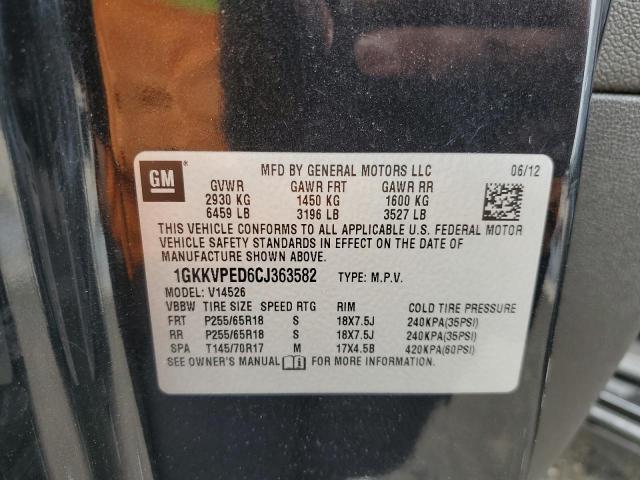 GM
MFD BY GENERAL MOTORS LLC 06/12
GVWR GAWR FRT GAWR RR
2930 KG 1450 KG 1600 KG
6459 LB 3196 LB 3527 LB
THIS VEHICLE CONFORMS TO ALL APPLICABLE U.S. FEDERAL MOTOR
VEHICLE SAFETY STANDARDS IN EFFECT ON THE DATE OF
MANUFACTURE SHOWN ABOVE.
1GKKVPED6CJ363582 TYPE: M.P.V.
MODEL: V14526
VBBW TIRE SIZE SPEED RTG RIM COLD TIRE PRESSURE
FRT P255/65R18 S 18X7.5J 240KPA(35PSI)
RR P255/65R18 S 18X7.5J 240KPA(35PSI)
SPA T145/70R17 M 17X4.5B 420KPA(60PSI)
SEE OWNER'S MANUAL FOR MORE INFORMATION.